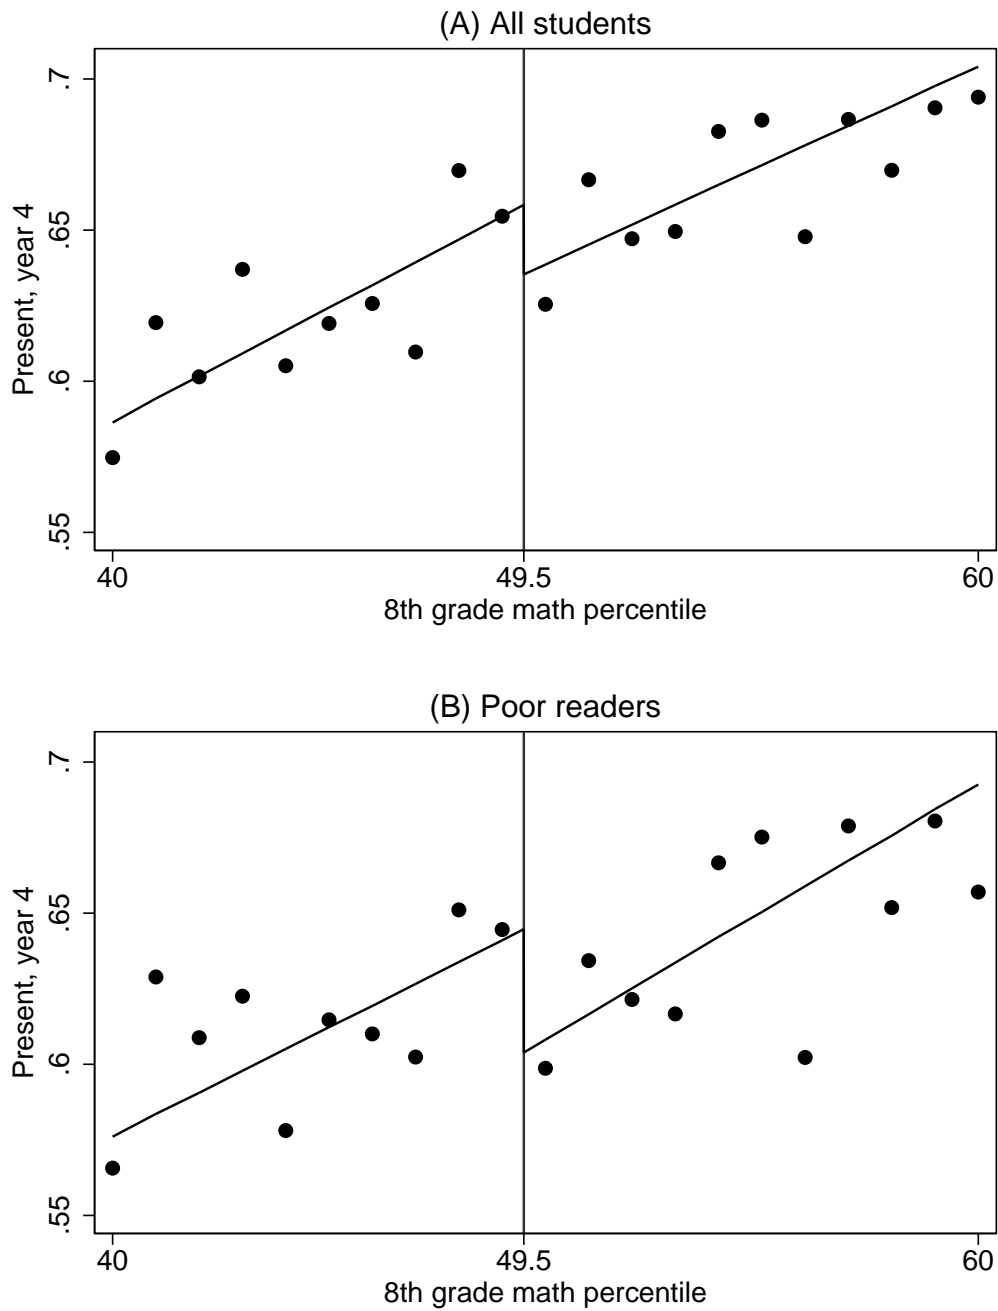 (A) All students
Present, year 4
.7
.65
.6
.55
40 49.5 60
8th grade math percentile
(B) Poor readers
Present, year 4
.7
.65
.6
.55
40 49.5 60
8th grade math percentile